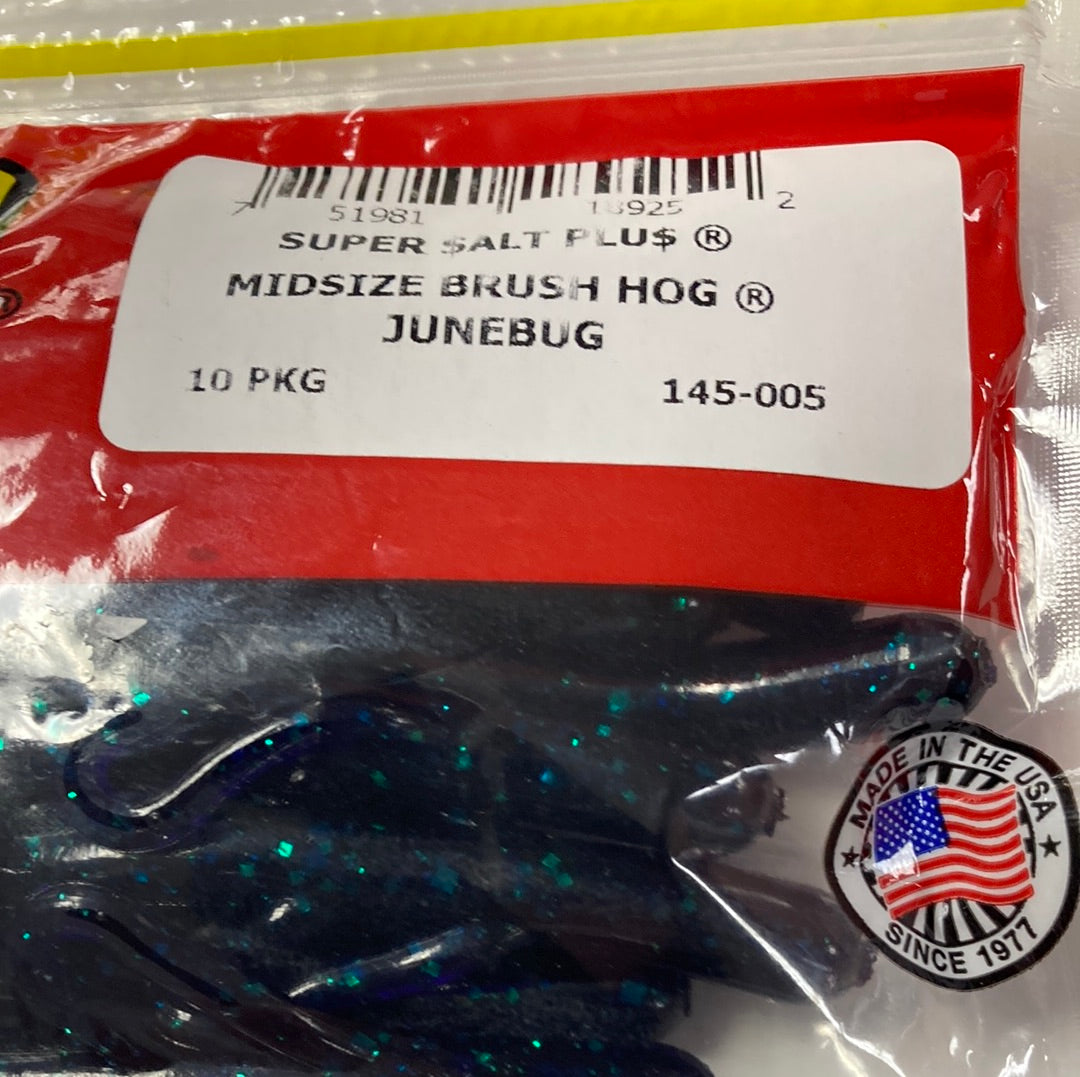 7 51981 18925 2
SUPER $ALT PLU$ ®
MIDSIZE BRUSH HOG ®
JUNEBUG
10 PKG 145-005
®
MADE IN THE USA
SINCE 1977